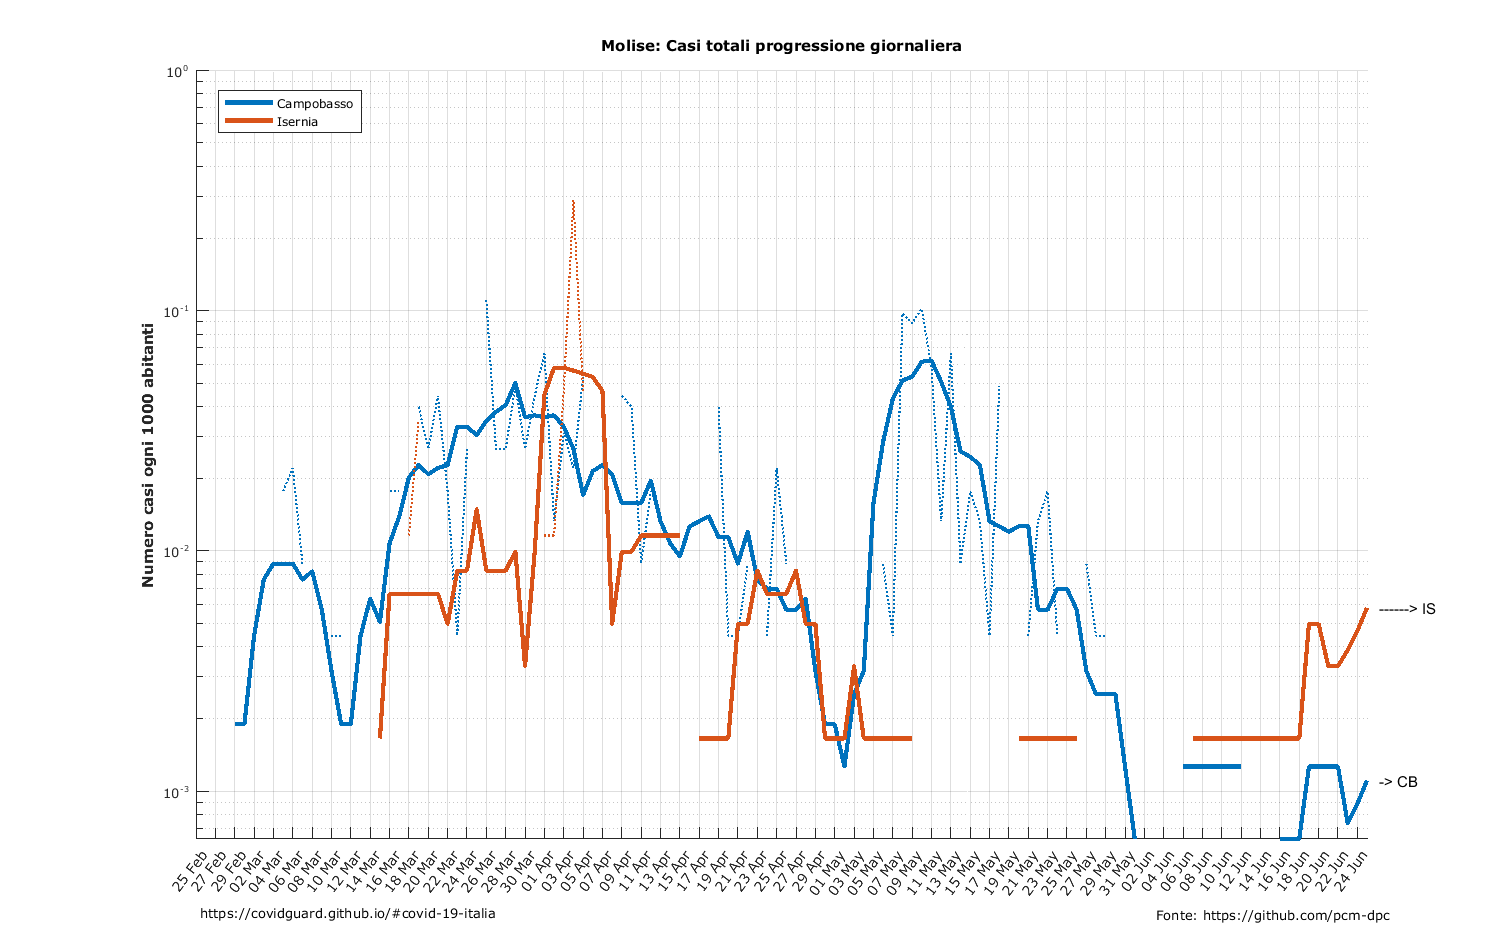 Molise: Casi totali progressione giornaliera
10⁰
10⁻¹
10⁻²
10⁻³
Numero casi ogni 1000 abitanti
Campobasso
Isernia
------> IS
-> CB
25 Feb
27 Feb
29 Feb
02 Mar
04 Mar
06 Mar
08 Mar
10 Mar
12 Mar
14 Mar
16 Mar
18 Mar
20 Mar
22 Mar
24 Mar
26 Mar
28 Mar
30 Mar
01 Apr
03 Apr
05 Apr
07 Apr
09 Apr
11 Apr
13 Apr
15 Apr
17 Apr
19 Apr
21 Apr
23 Apr
25 Apr
27 Apr
29 Apr
01 May
03 May
05 May
07 May
09 May
11 May
13 May
15 May
17 May
19 May
21 May
23 May
25 May
27 May
29 May
31 May
02 Jun
04 Jun
06 Jun
08 Jun
10 Jun
12 Jun
14 Jun
16 Jun
18 Jun
20 Jun
22 Jun
24 Jun
https://covidguard.github.io/#covid-19-italia
Fonte: https://github.com/pcm-dpc